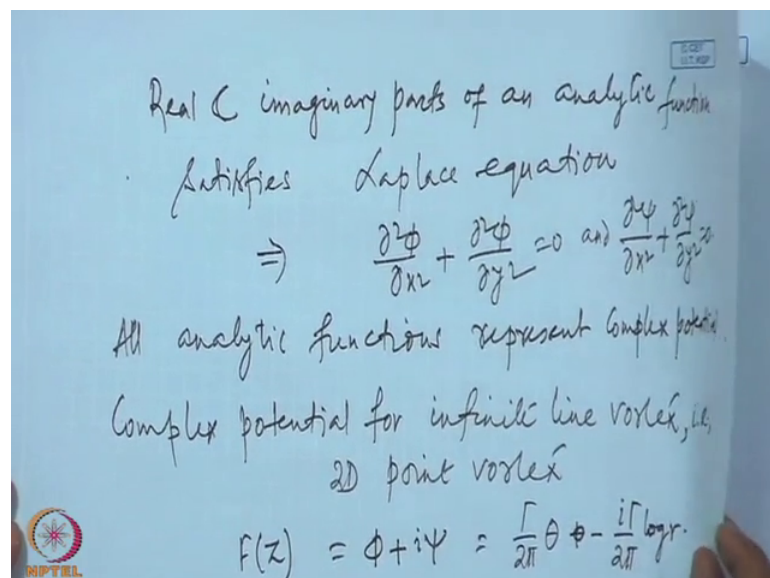 Real & imaginary parts of an analytic function
satisfies Laplace equation
⇒ ∂²φ/∂x² + ∂²φ/∂y² = 0 and ∂²ψ/∂x² + ∂²ψ/∂y² = 0
All analytic functions represent complex potential.
Complex potential for infinite line vortex, i.e.,
2D point vortex
F(z) = φ + iψ = Γ/2π θ - iΓ/2π log r.
NPTEL